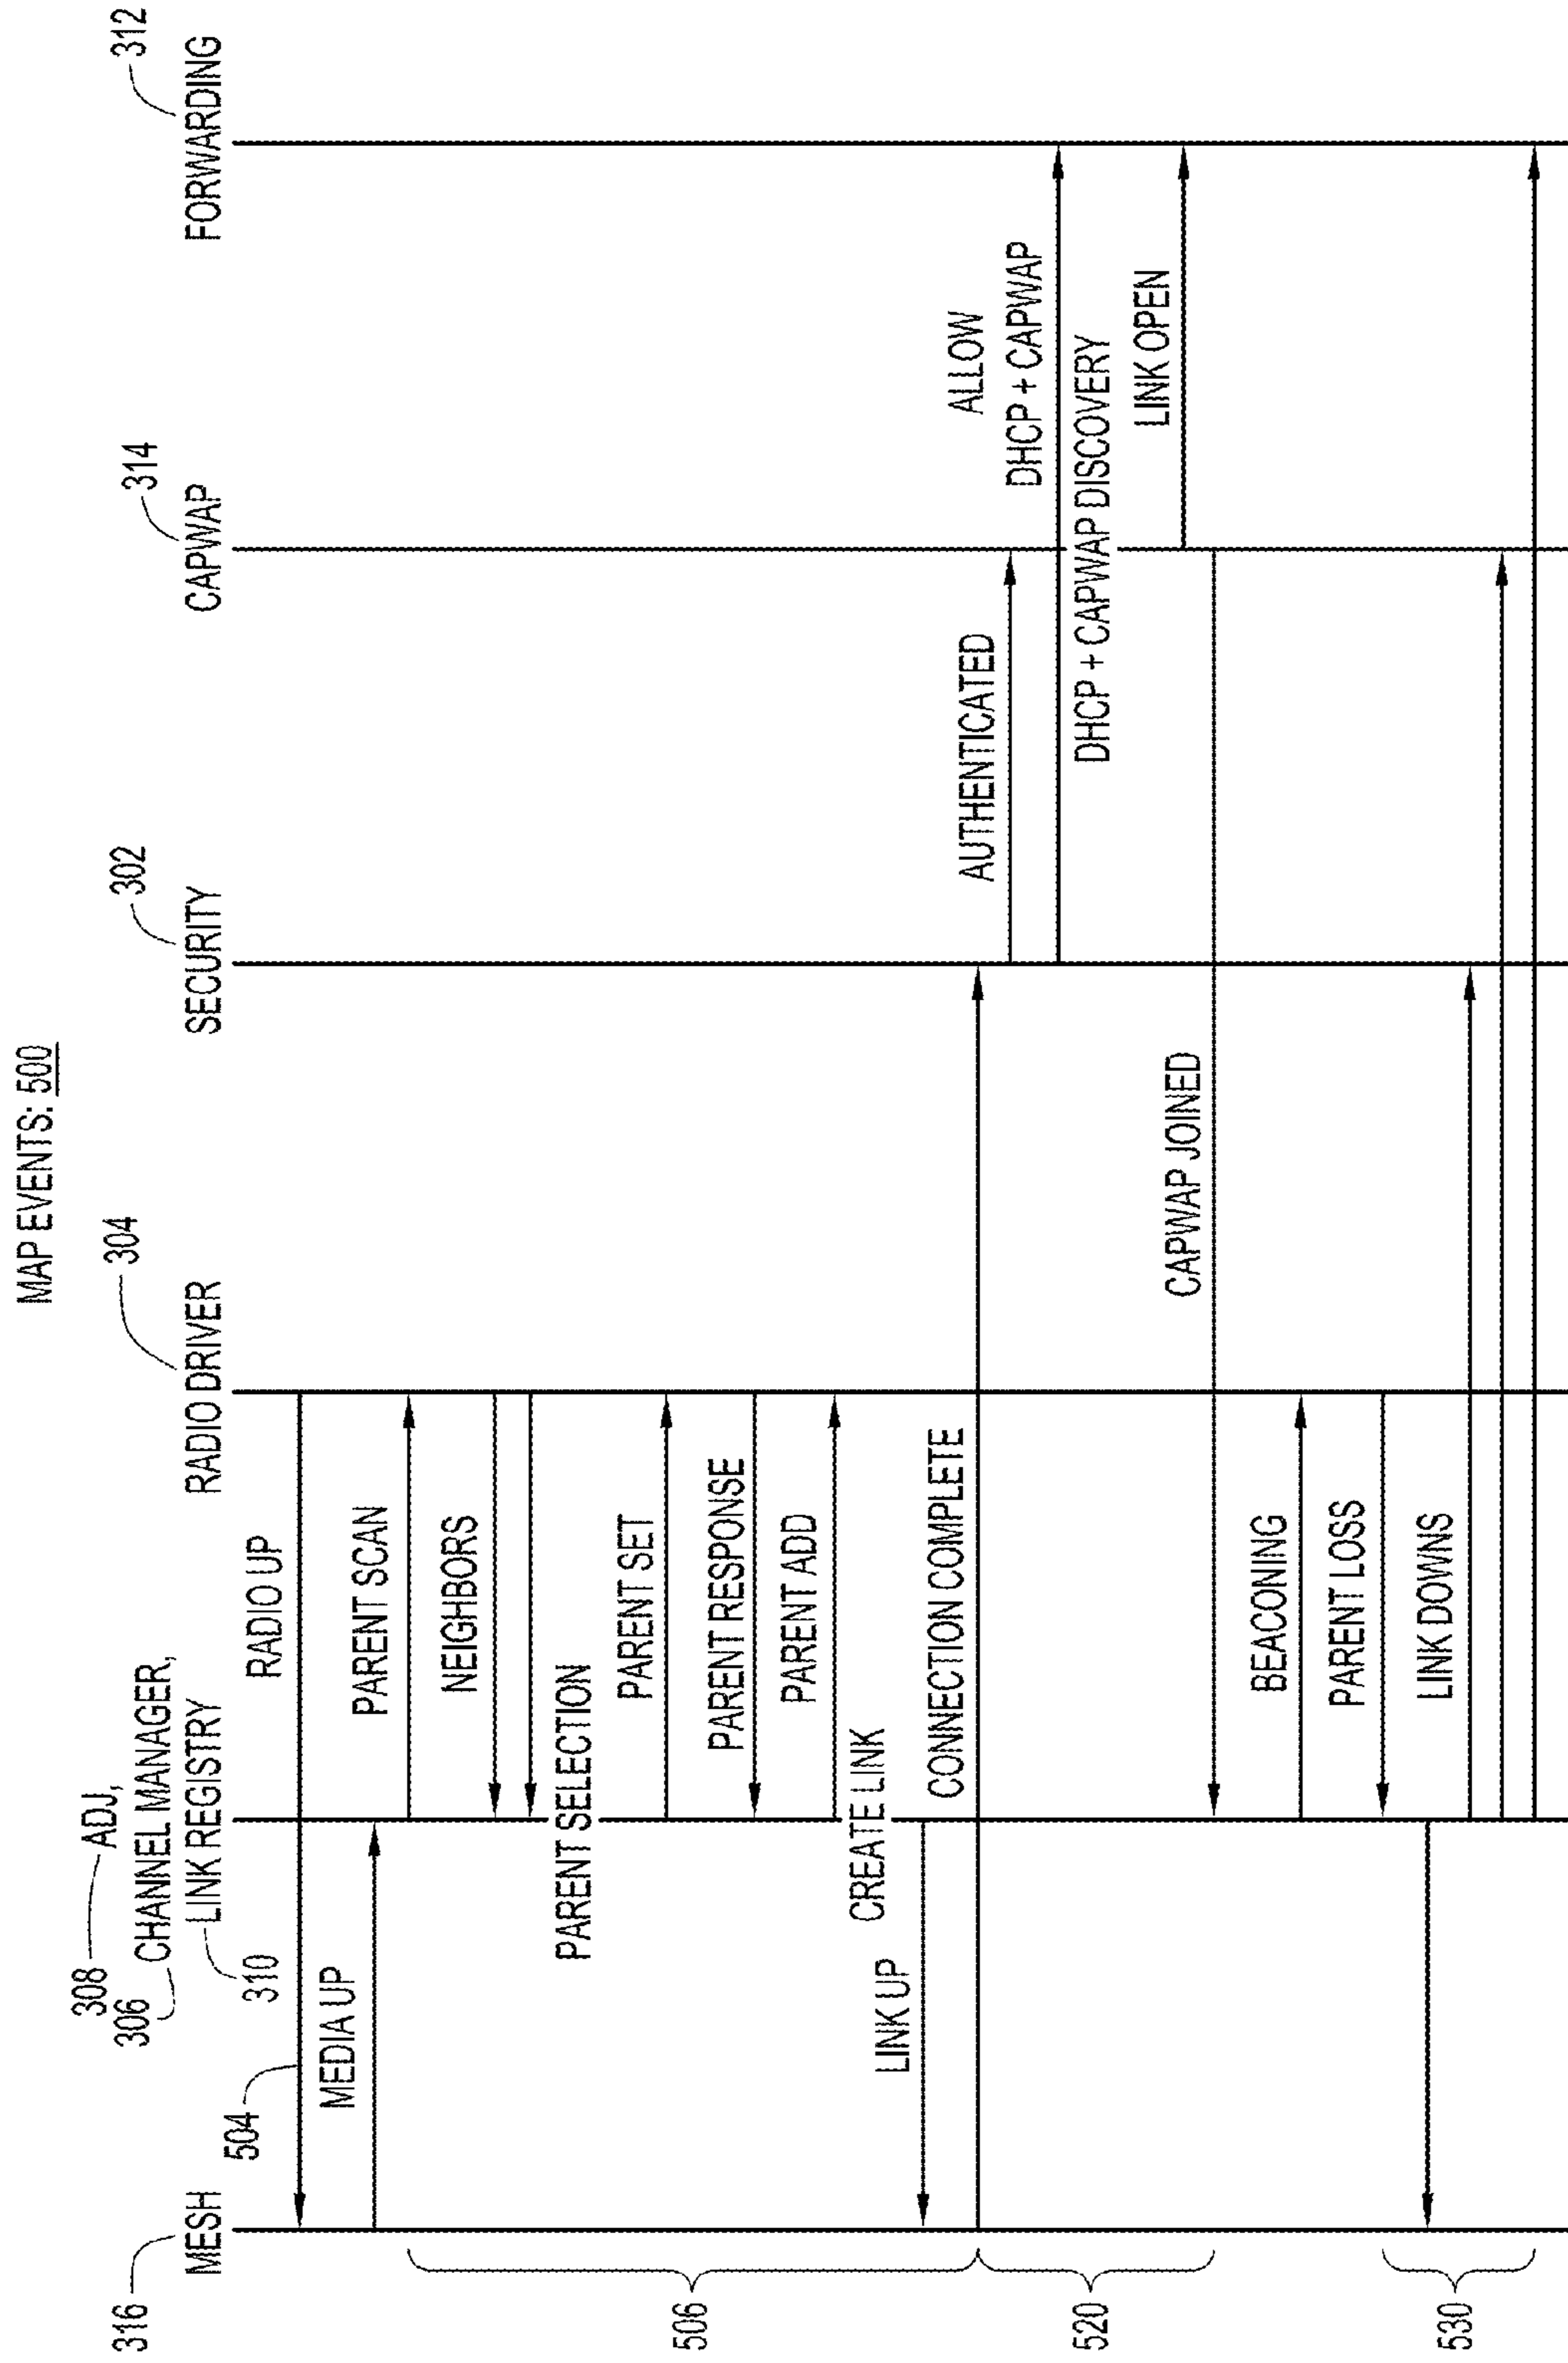 MAP EVENTS: 500
316
MESH
308
ADJ,
306
CHANNEL MANAGER,
LINK REGISTRY
310
304
RADIO DRIVER
302
SECURITY
314
CAPWAP
312
FORWARDING
504
RADIO UP
MEDIA UP
PARENT SCAN
NEIGHBORS
PARENT SELECTION
PARENT SET
PARENT RESPONSE
PARENT ADD
CREATE LINK
LINK UP
506
CONNECTION COMPLETE
AUTHENTICATED
ALLOW
DHCP + CAPWAP
DHCP + CAPWAP DISCOVERY
LINK OPEN
CAPWAP JOINED
520
BEACONING
PARENT LOSS
LINK DOWNS
530